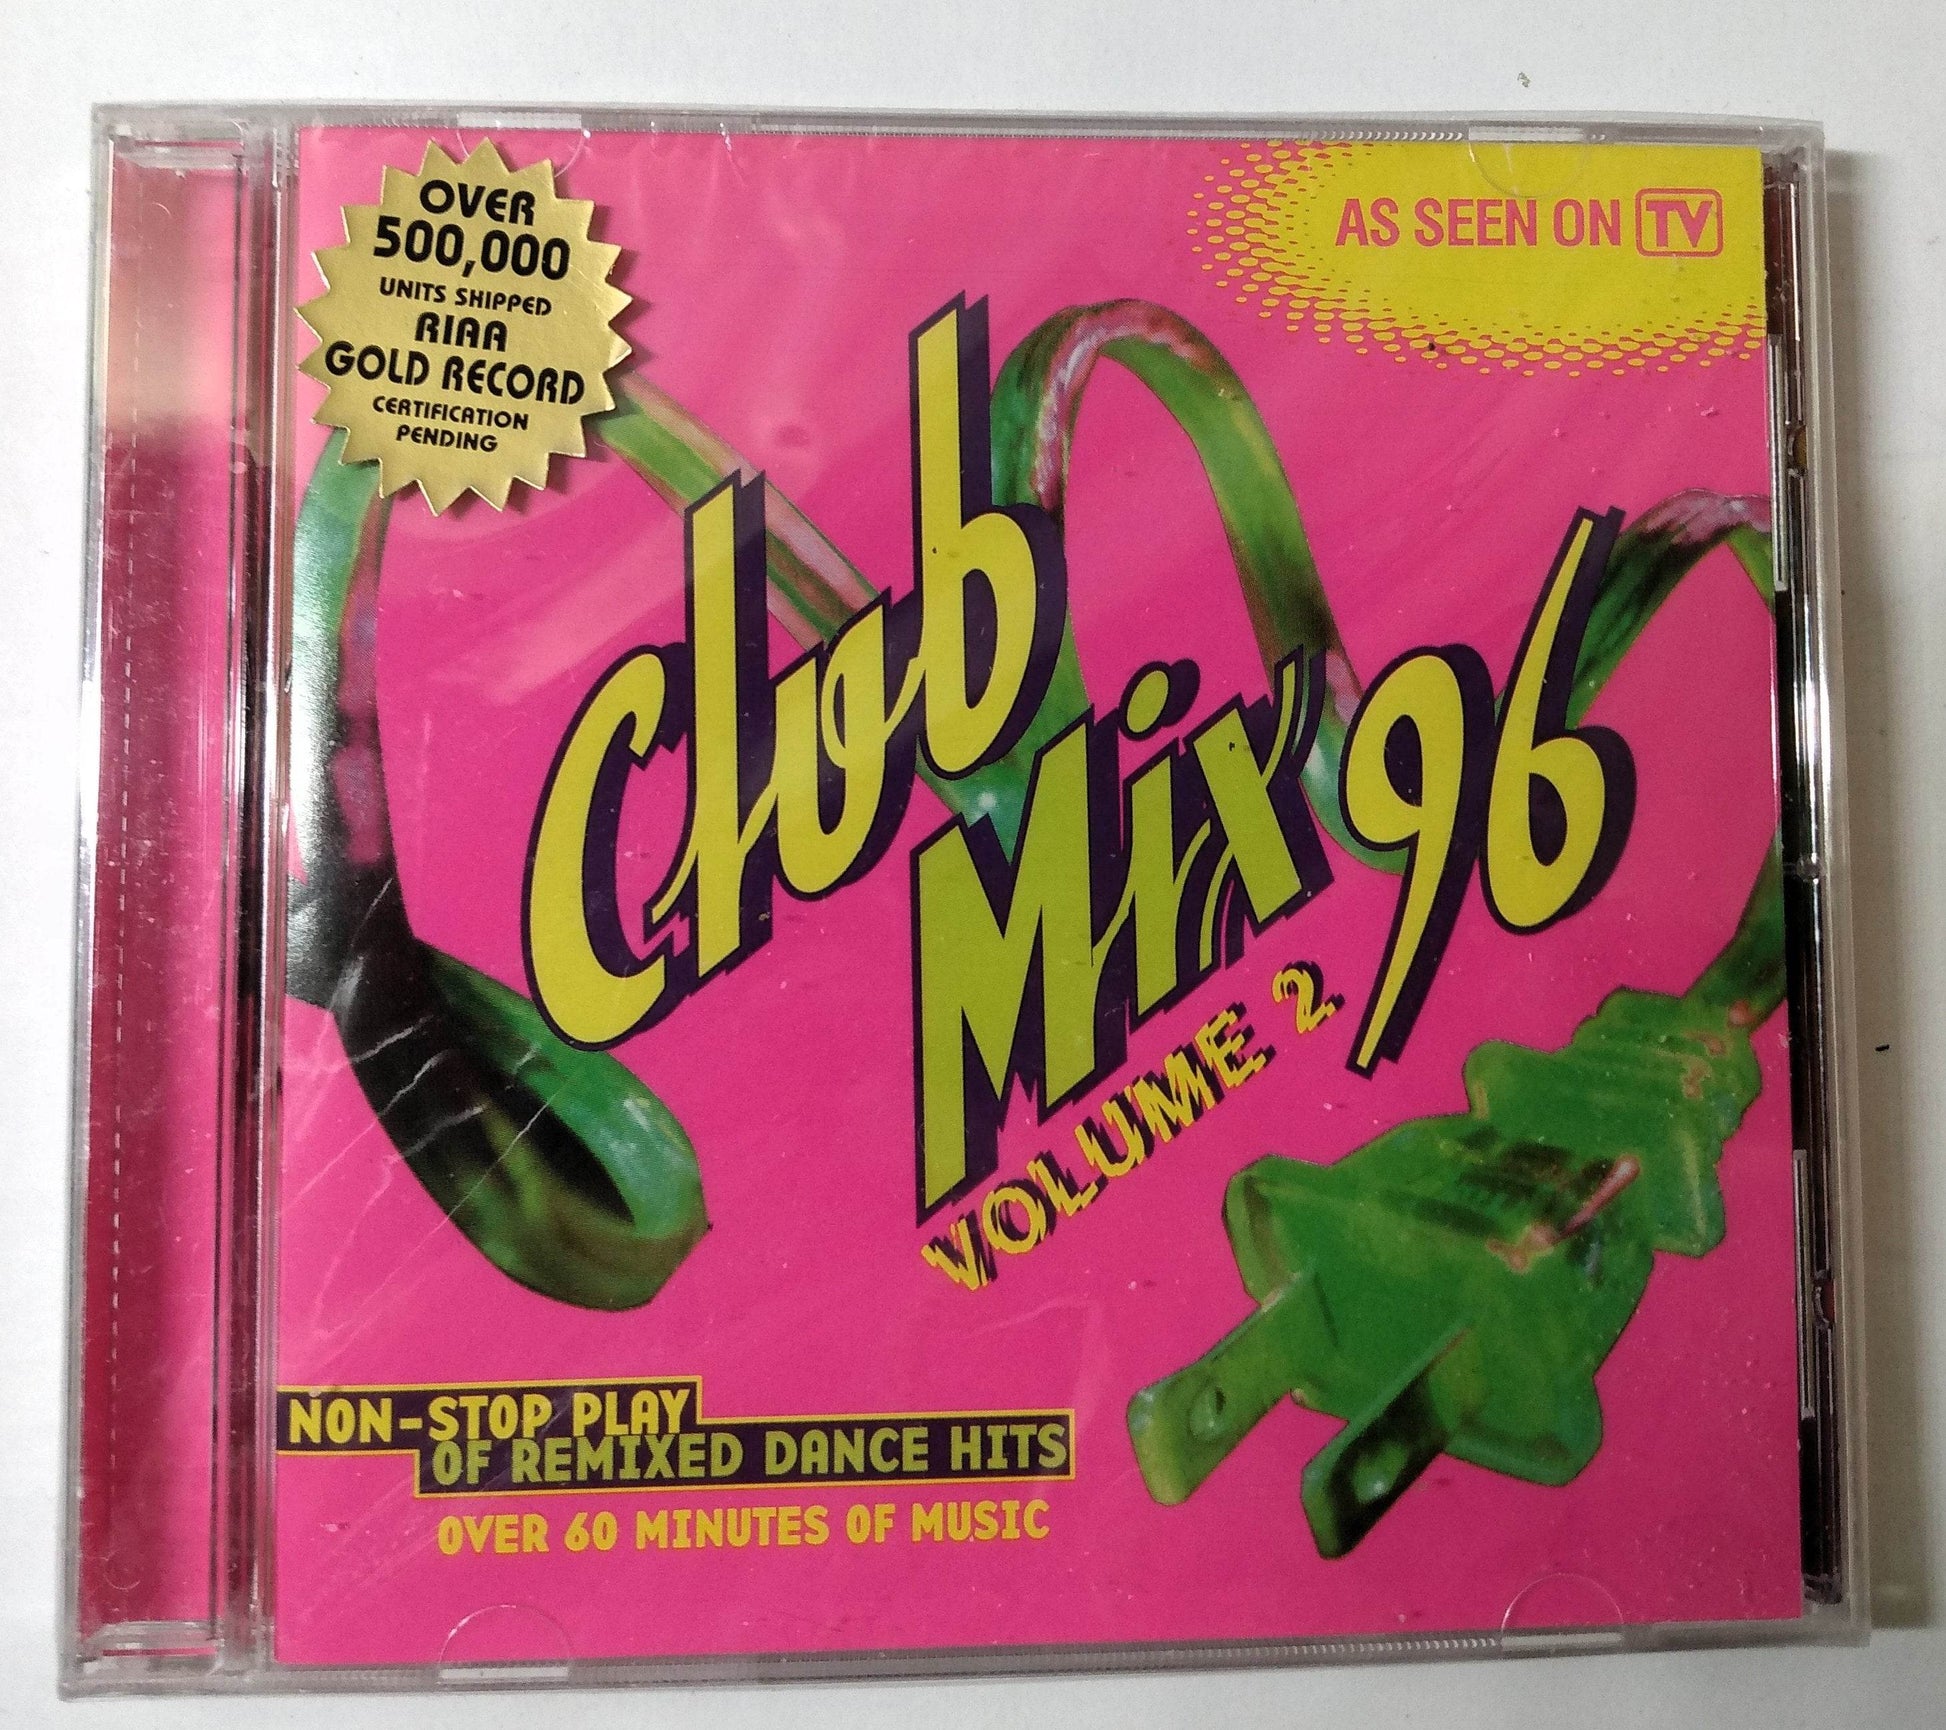 OVER
500,000
UNITS SHIPPED
RIAA
GOLD RECORD
CERTIFICATION
PENDING
AS SEEN ON TV
Club
Mix '96
VOLUME 2
NON-STOP PLAY
OF REMIXED DANCE HITS
OVER 60 MINUTES OF MUSIC